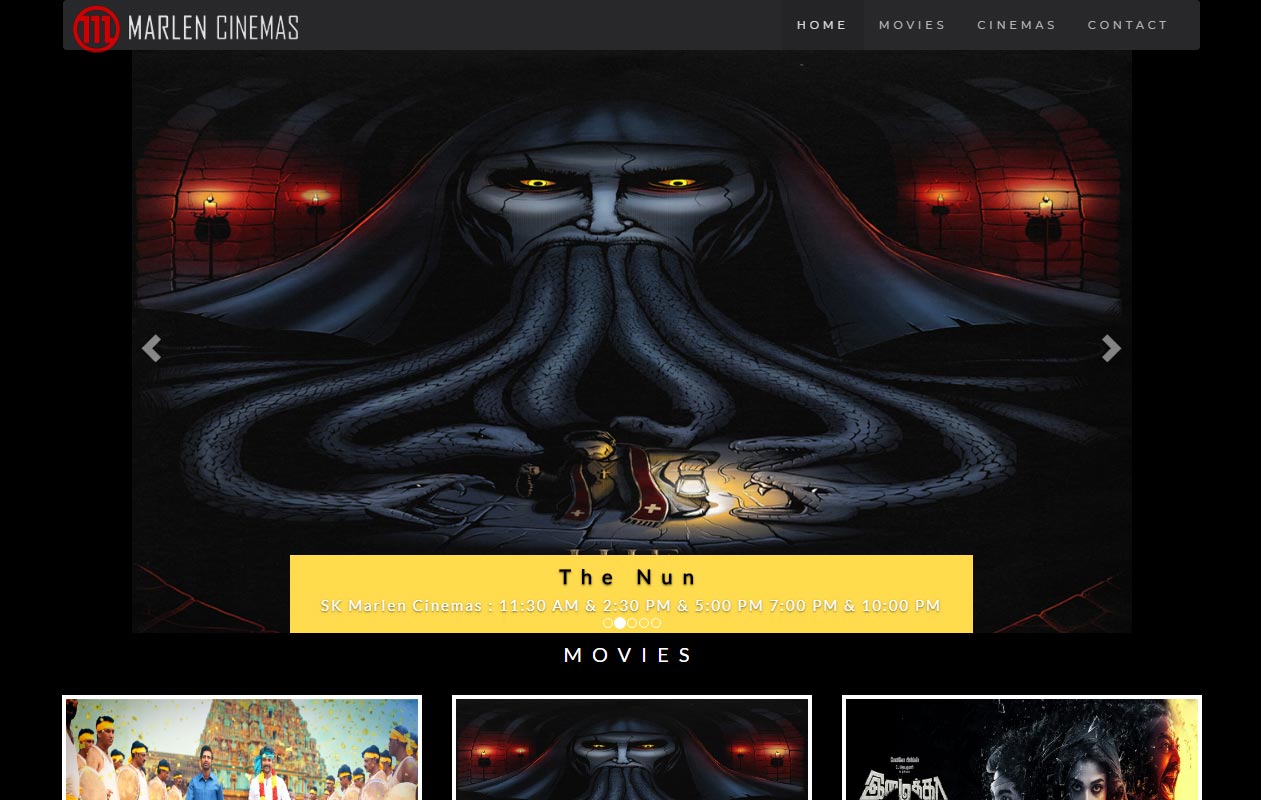 MARLEN CINEMAS
HOME MOVIES CINEMAS CONTACT
The Nun
SK Marlen Cinemas : 11:30 AM & 2:30 PM & 5:00 PM 7:00 PM & 10:00 PM
MOVIES
இமைக்கா